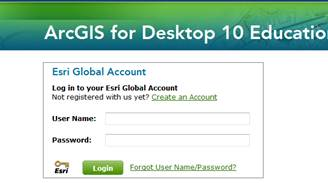 ArcGIS for Desktop 10 Education
Esri Global Account
Log in to your Esri Global Account
Not registered with us yet? Create an Account
User Name:
Password:
Esri Login Forgot User Name/Password?